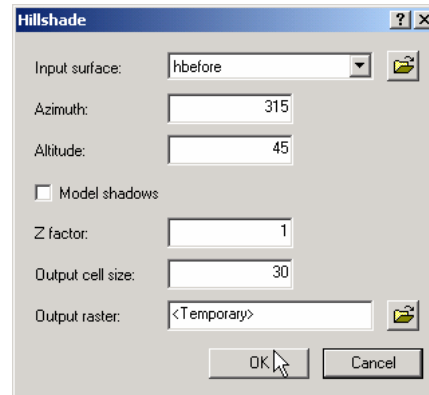 Hillshade
Input surface: hbefore
Azimuth: 315
Altitude: 45
Model shadows
Z factor: 1
Output cell size: 30
Output raster: <Temporary>
OK Cancel